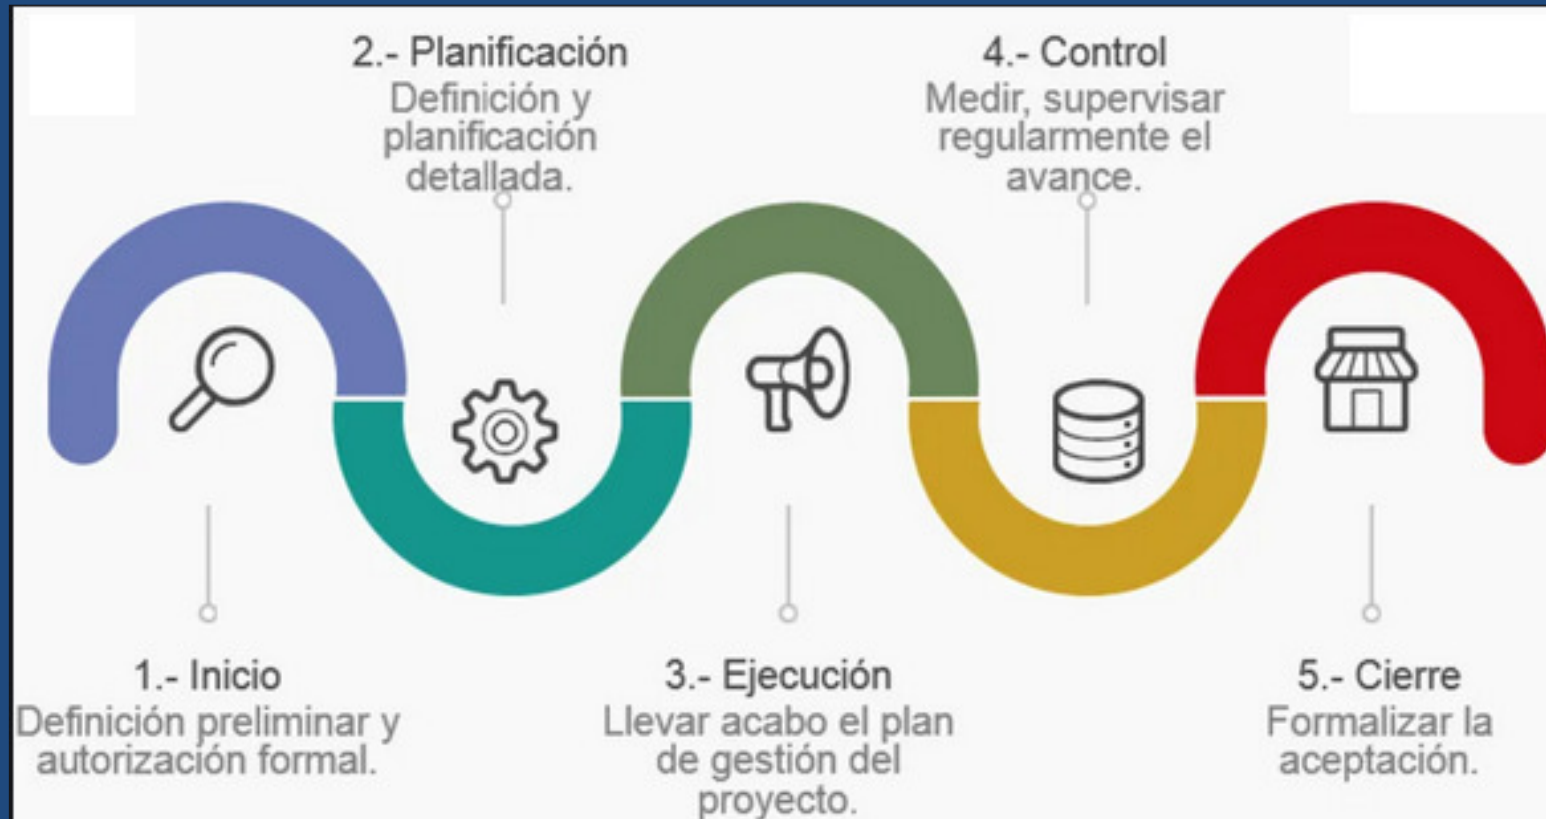 1.- Inicio
Definición preliminar y
autorización formal.
2.- Planificación
Definición y
planificación
detallada.
3.- Ejecución
Llevar acabo el plan
de gestión del
proyecto.
4.- Control
Medir, supervisar
regularmente el
avance.
5.- Cierre
Formalizar la
aceptación.